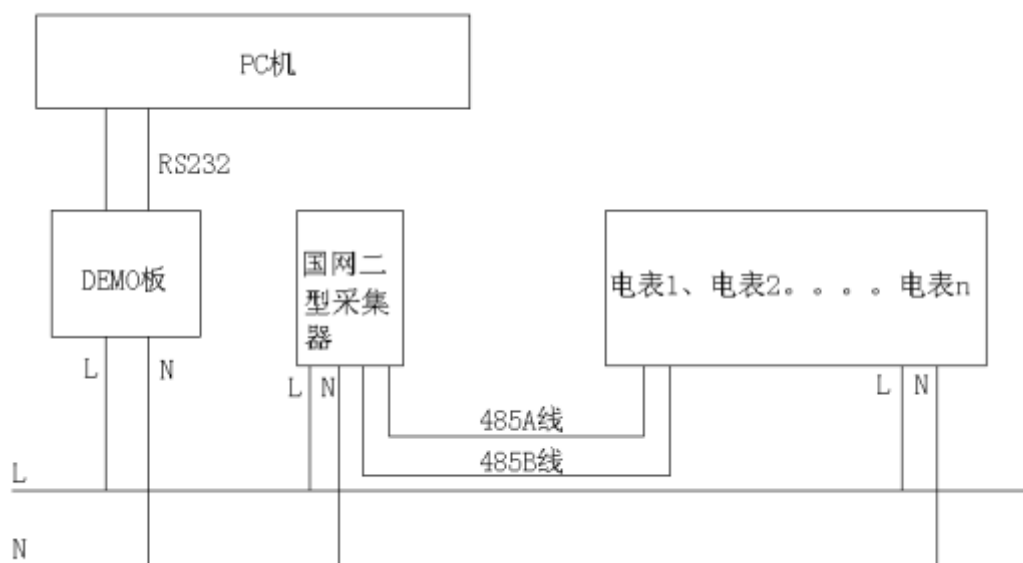 PC机
RS232
DEMO板
国网二
型采集
器
电表1、电表2。。。。电表n
L
N
L
N
L
N
485A线
485B线
L
N